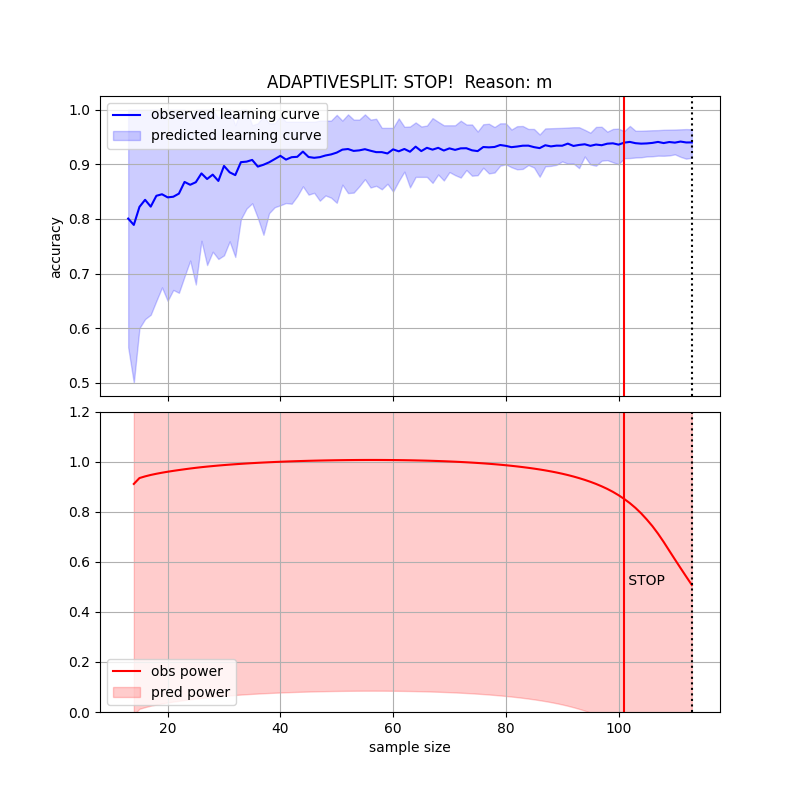 ADAPTIVESPLIT: STOP!  Reason: m
observed learning curve
predicted learning curve
accuracy
1.0
0.9
0.8
0.7
0.6
0.5
1.2
1.0
0.8
0.6
0.4
0.2
0.0
STOP
obs power
pred power
20 40 60 80 100
sample size